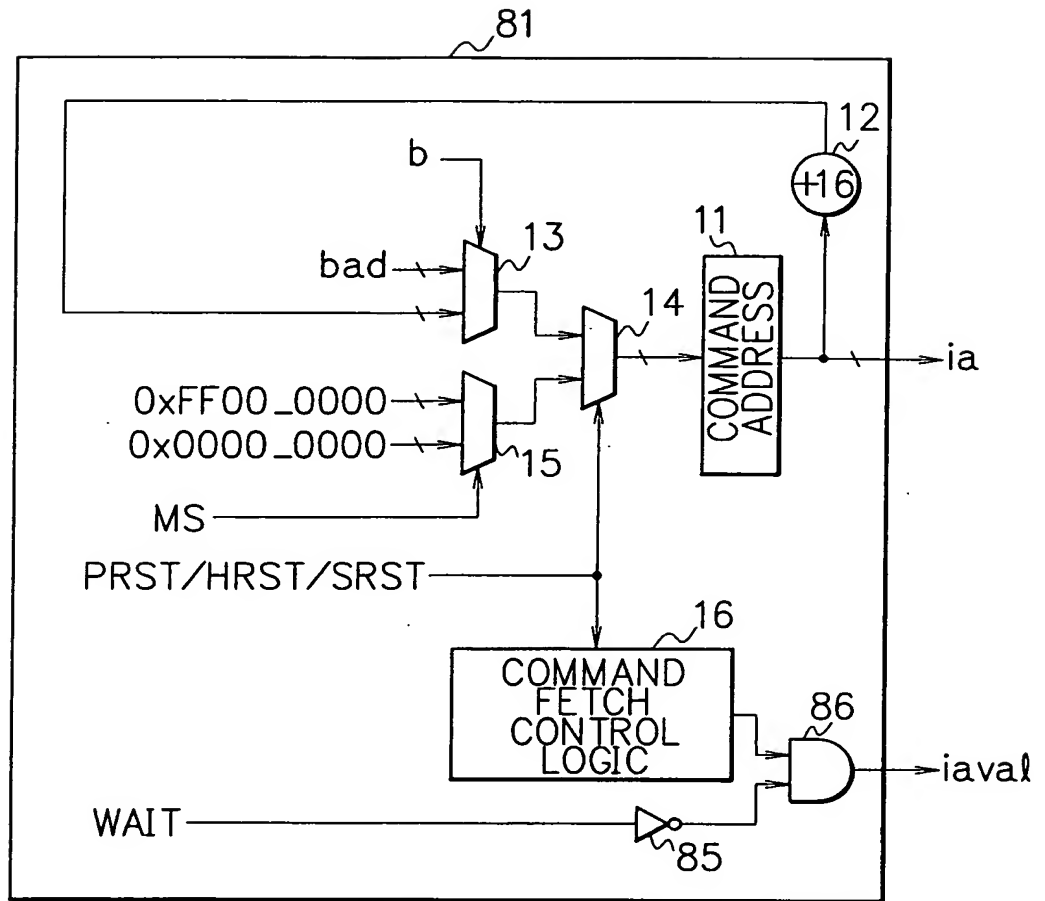 81
12
+16
b
13
11
bad
14
COMMAND
ADDRESS
ia
0xFF00_0000
0x0000_0000
15
MS
PRST/HRST/SRST
16
COMMAND
FETCH
CONTROL
LOGIC
86
iaval
WAIT
85